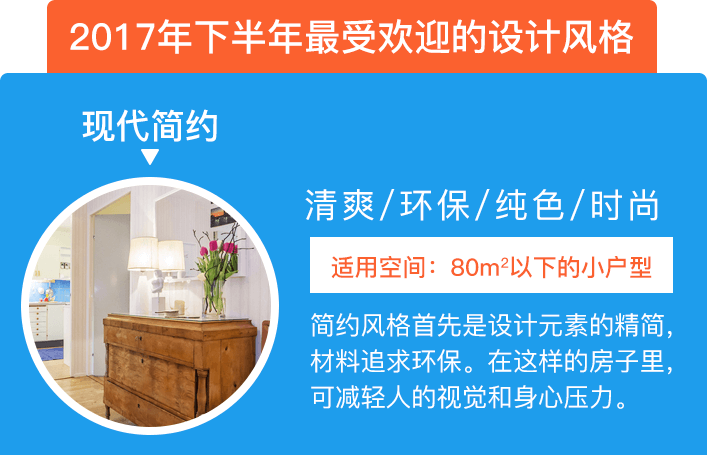 2017年下半年最受欢迎的设计风格
现代简约
清爽/环保/纯色/时尚
适用空间：80m²以下的小户型
简约风格首先是设计元素的精简，
材料追求环保。在这样的房子里，
可减轻人的视觉和身心压力。